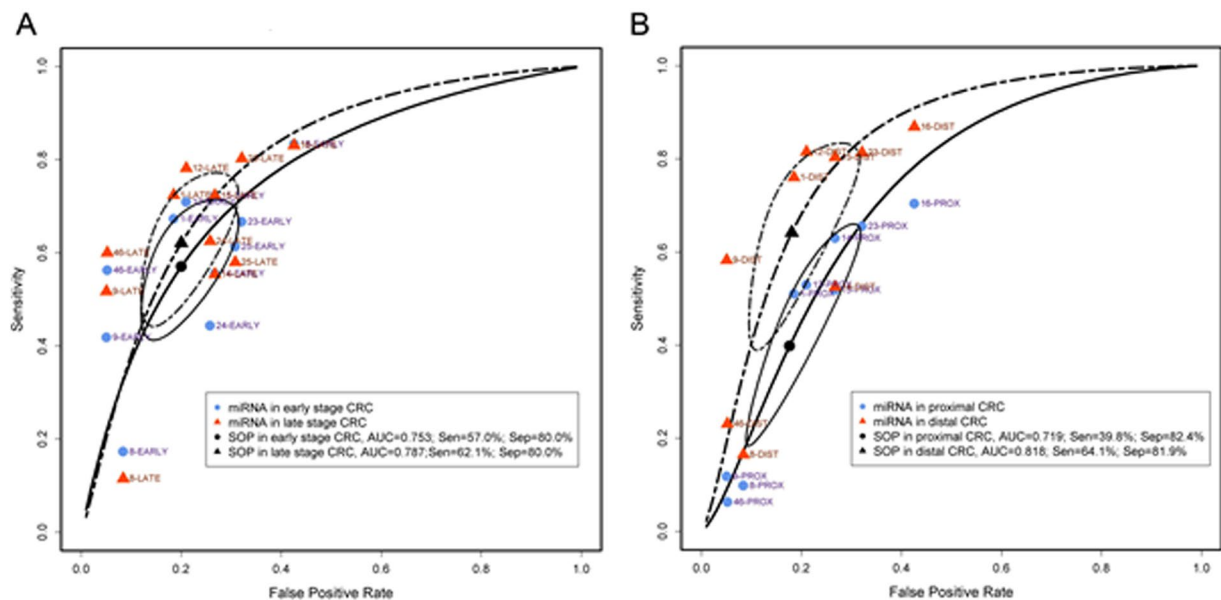 A
B
1.0
0.8
0.6
0.4
0.2
0.0
Sensitivity
12-LATE
1-LATE
46-LATE
9-LATE
8-LATE
25-LATE
1-EARLY
23-EARLY
25-EARLY
46-EARLY
9-EARLY
24-EARLY
8-EARLY
miRNA in early stage CRC
miRNA in late stage CRC
SOP in early stage CRC, AUC=0.753; Sen=57.0%; Sep=80.0%
SOP in late stage CRC, AUC=0.787;Sen=62.1%; Sep=80.0%
0.0 0.2 0.4 0.6 0.8 1.0
False Positive Rate
1.0
0.8
0.6
0.4
0.2
0.0
Sensitivity
16-DIST
23-DIST
1-DIST
9-DIST
46-DIST
8-DIST
16-PROX
23-PROX
1-PROX
8-PROX
46-PROX
miRNA in proximal CRC
miRNA in distal CRC
SOP in proximal CRC, AUC=0.719; Sen=39.8%; Sep=82.4%
SOP in distal CRC, AUC=0.818; Sen=64.1%; Sep=81.9%
0.0 0.2 0.4 0.6 0.8 1.0
False Positive Rate